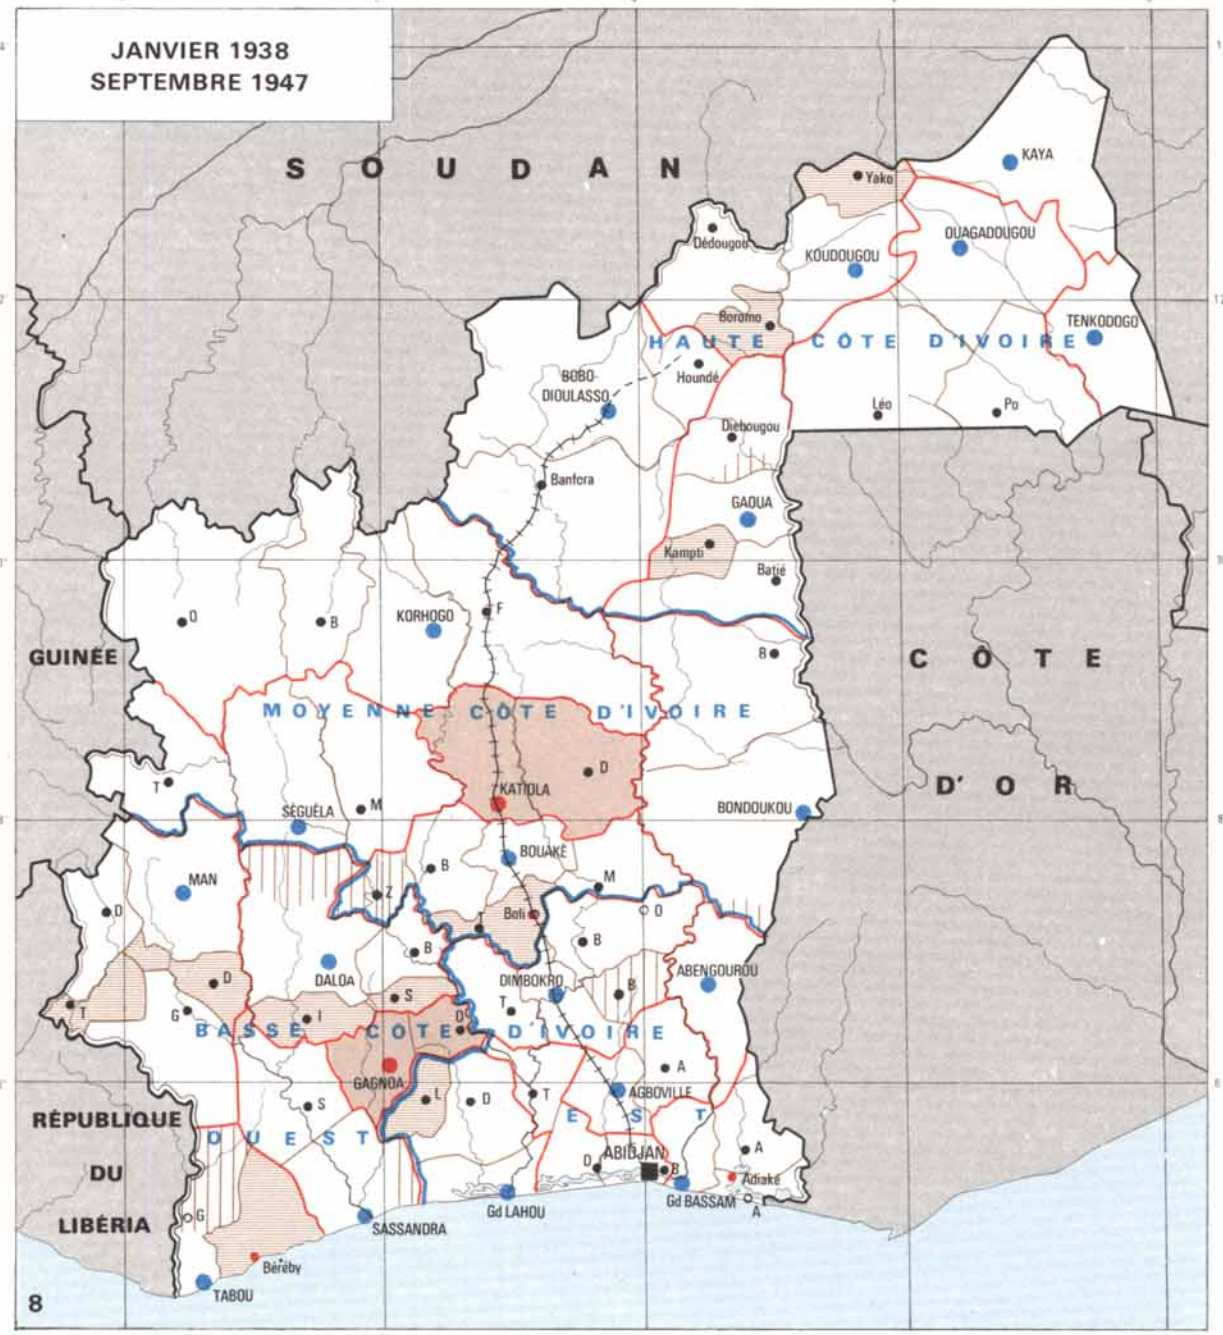 JANVIER 1938
SEPTEMBRE 1947
SOUDAN
KAYA
Yako
Dédougou
KOUDOUGOU
OUAGADOUGOU
Boromo
TENKODOGO
HAUTE CÔTE D'IVOIRE
BOBO-
DIOULASSO
Houndé
Léo
Po
Diébougou
Banfora
GAOUA
Kampti
Batié
O
B
KORHOGO
F
GUINÉE
B
CÔTE
MOYENNE CÔTE D'IVOIRE
T
D
D'OR
KATIOLA
SÉGUÉLA
M
BONDOUKOU
BOUAKÉ
B
MAN
Z
M
D
Boli
O
T
B
B
DALOA
DIMBOKRO
ABENGOUROU
D
T
G
I
S
D
T
B
BASSE CÔTE D'IVOIRE
GAGNOA
A
S
L
D
T
AGBOVILLE
RÉPUBLIQUE
DU
LIBÉRIA
OUEST
EST
ABIDJAN
D
B
A
Adiaké
A
Gd BASSAM
Gd LAHOU
G
SASSANDRA
Béréby
TABOU
8